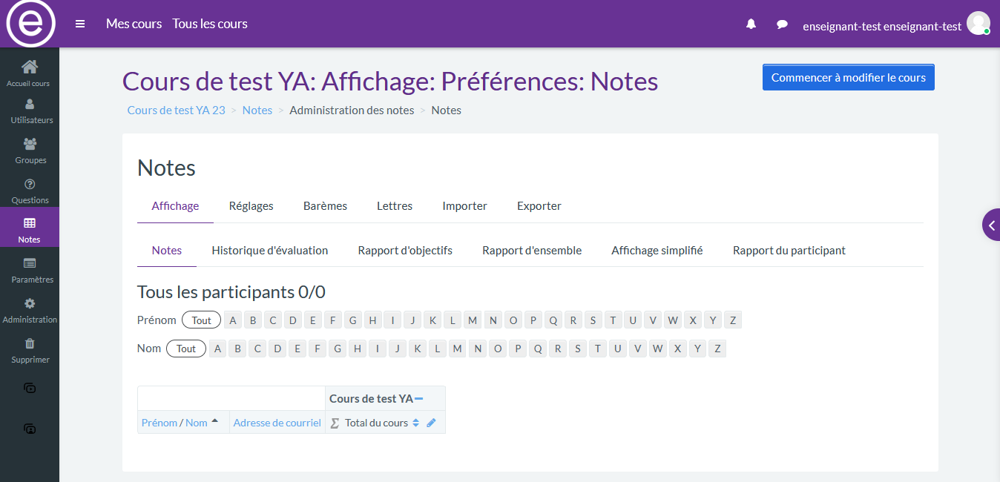 e
Mes cours Tous les cours
enseignant-test enseignant-test
Accueil cours
Utilisateurs
Groupes
Questions
Notes
Paramètres
Administration
Supprimer
Cours de test YA: Affichage: Préférences: Notes
Commencer à modifier le cours
Cours de test YA 23 > Notes > Administration des notes > Notes
Notes
Affichage Réglages Barèmes Lettres Importer Exporter
Notes Historique d'évaluation Rapport d'objectifs Rapport d'ensemble Affichage simplifié Rapport du participant
Tous les participants 0/0
Prénom Tout A B C D E F G H I J K L M N O P Q R S T U V W X Y Z
Nom Tout A B C D E F G H I J K L M N O P Q R S T U V W X Y Z
Cours de test YA
Prénom / Nom Adresse de courriel Σ Total du cours